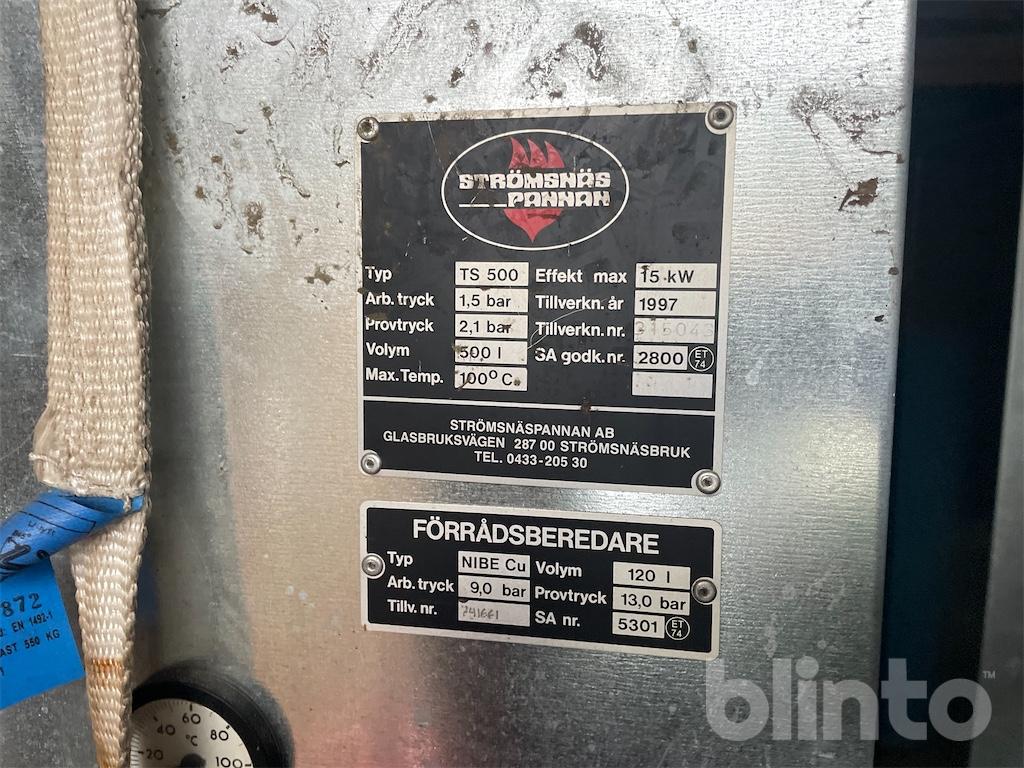 STRÖMSNÄS
PANNAN
Typ TS 500 Effekt max 15 kW
Arb. tryck 1,5 bar Tillverkn. år 1997
Provtryck 2,1 bar Tillverkn. nr.
Volym 500 l SA godk. nr. 2800 ET 74
Max. Temp. 100° C.
STRÖMSNÄSPANNAN AB
GLASBRUKSVÄGEN 287 00 STRÖMSNÄSBRUK
TEL. 0433-205 30
FÖRRÅDSBEREDARE
Typ NIBE Cu Volym 120 l
Arb. tryck 9,0 bar Provtryck 13,0 bar
Tillv. nr. 741661 SA nr. 5301 ET 74
872
EN 1492-1
AST 550 KG
1
20 40 60 80 100
°C
blinto™